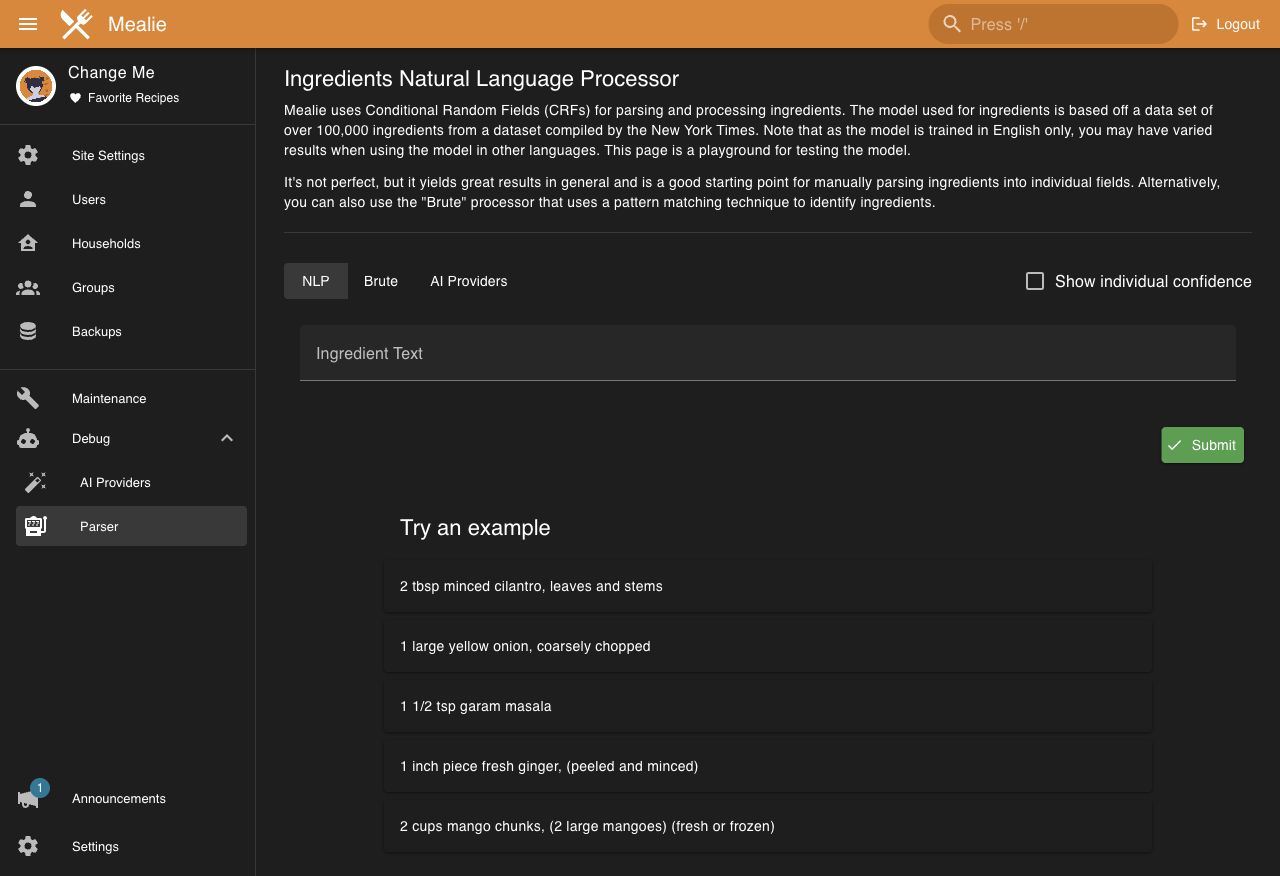 Mealie
Press '/'
Logout
Change Me
Favorite Recipes
Site Settings
Users
Households
Groups
Backups
Maintenance
Debug
AI Providers
Parser
Announcements
1
Settings
Ingredients Natural Language Processor
Mealie uses Conditional Random Fields (CRFs) for parsing and processing ingredients. The model used for ingredients is based off a data set of
over 100,000 ingredients from a dataset compiled by the New York Times. Note that as the model is trained in English only, you may have varied
results when using the model in other languages. This page is a playground for testing the model.
It's not perfect, but it yields great results in general and is a good starting point for manually parsing ingredients into individual fields. Alternatively,
you can also use the "Brute" processor that uses a pattern matching technique to identify ingredients.
NLP
Brute
AI Providers
Show individual confidence
Ingredient Text
Submit
Try an example
2 tbsp minced cilantro, leaves and stems
1 large yellow onion, coarsely chopped
1 1/2 tsp garam masala
1 inch piece fresh ginger, (peeled and minced)
2 cups mango chunks, (2 large mangoes) (fresh or frozen)